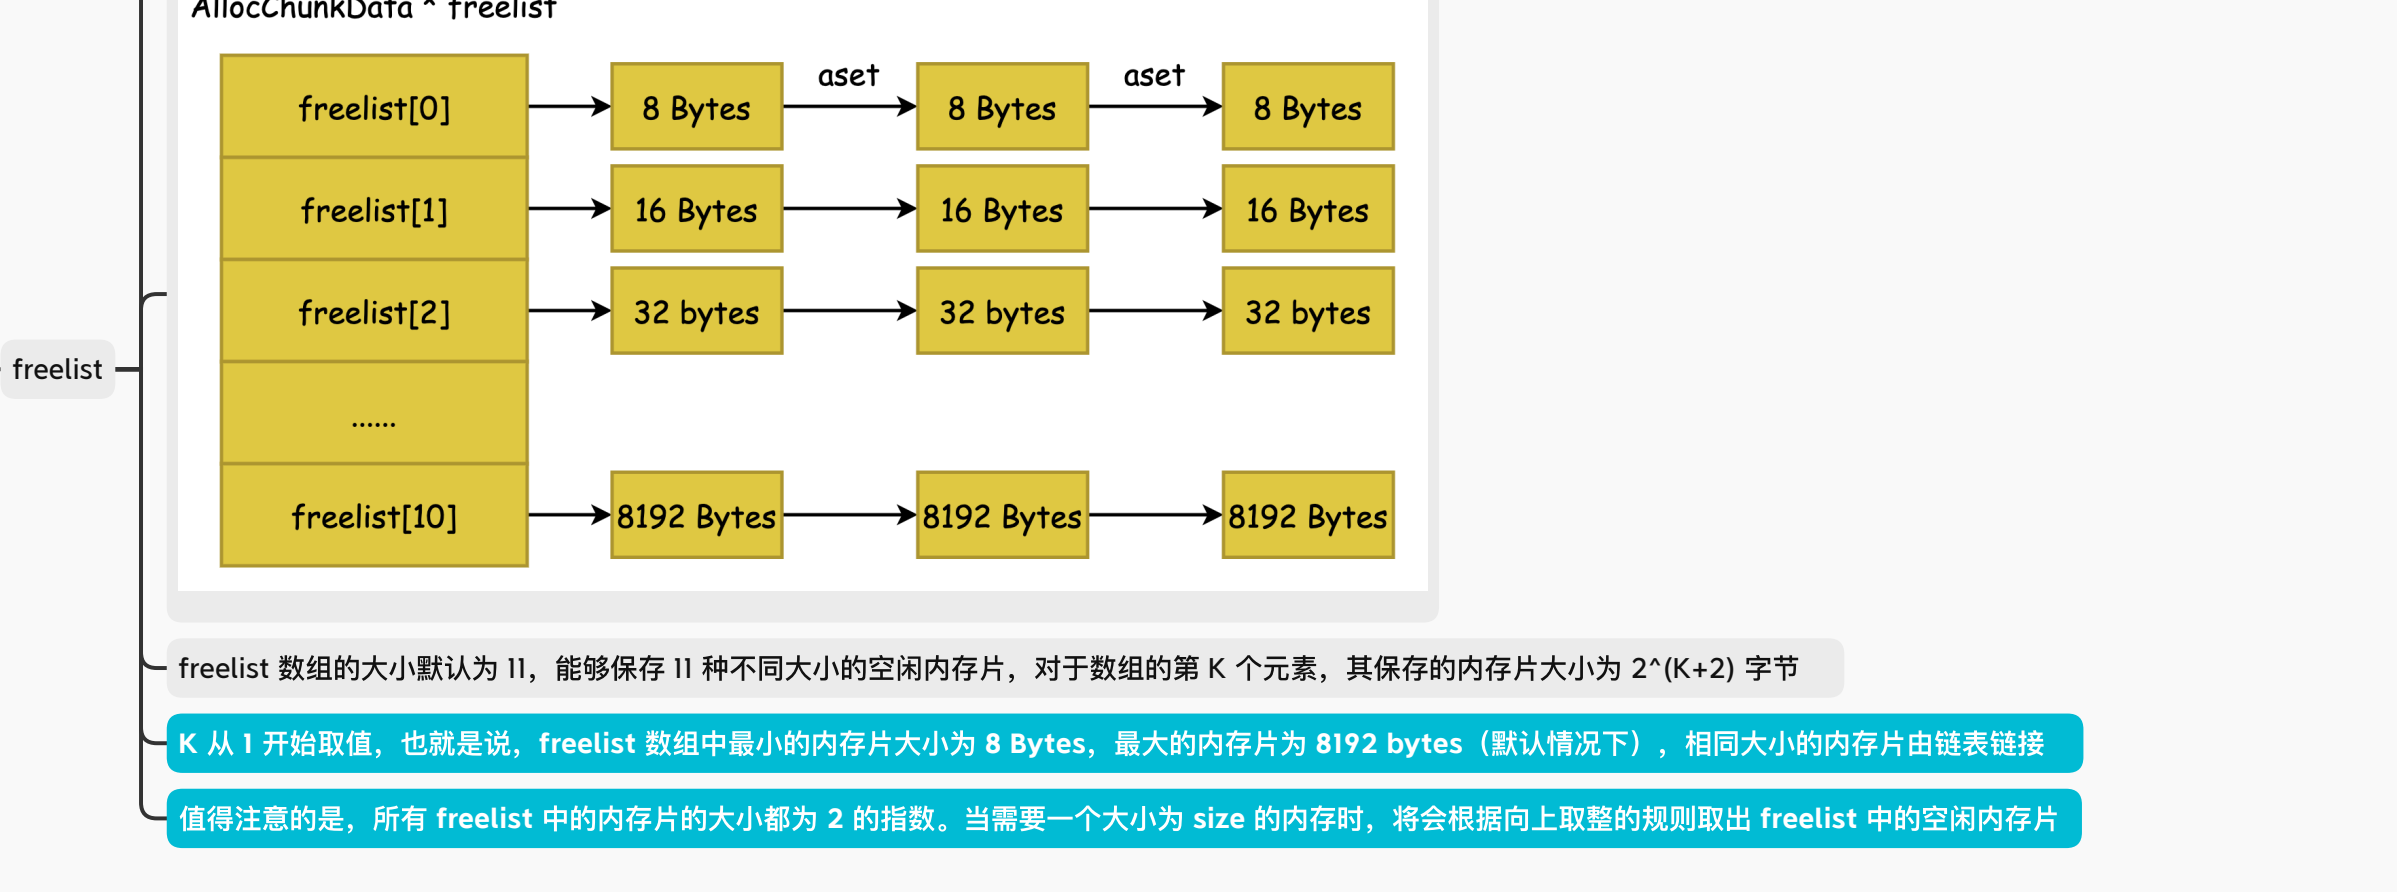 AllocChunkData * freelist
aset aset
freelist[0] 8 Bytes 8 Bytes 8 Bytes
freelist[1] 16 Bytes 16 Bytes 16 Bytes
freelist[2] 32 bytes 32 bytes 32 bytes
......
freelist[10] 8192 Bytes 8192 Bytes 8192 Bytes
freelist
freelist 数组的大小默认为 11，能够保存 11 种不同大小的空闲内存片，对于数组的第 K 个元素，其保存的内存片大小为 2^(K+2) 字节
K 从 1 开始取值，也就是说，freelist 数组中最小的内存片大小为 8 Bytes，最大的内存片为 8192 bytes（默认情况下），相同大小的内存片由链表链接
值得注意的是，所有 freelist 中的内存片的大小都为 2 的指数。当需要一个大小为 size 的内存时，将会根据向上取整的规则取出 freelist 中的空闲内存片